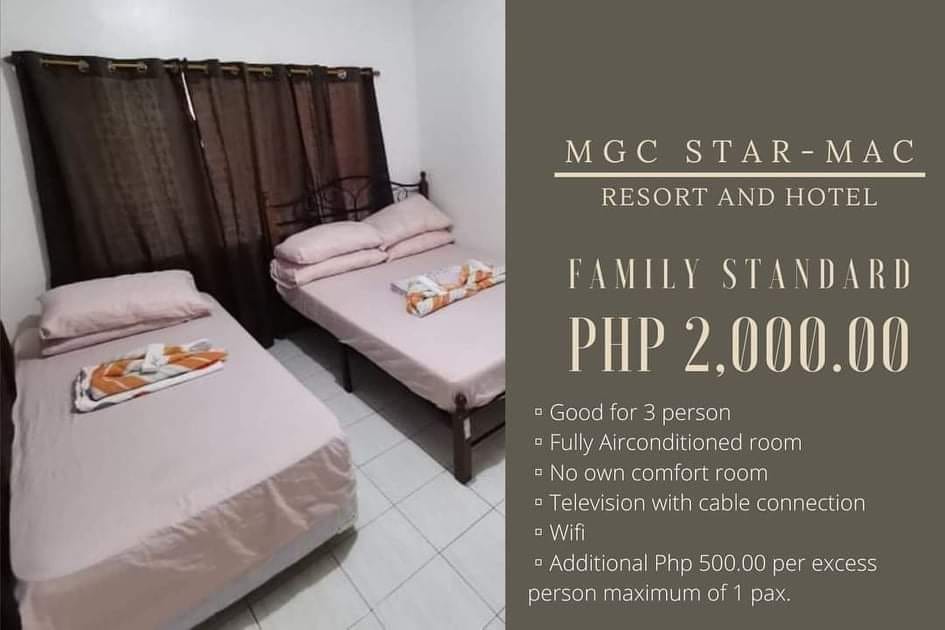 MGC STAR-MAC
RESORT AND HOTEL
FAMILY STANDARD
PHP 2,000.00
▫ Good for 3 person
▫ Fully Airconditioned room
▫ No own comfort room
▫ Television with cable connection
▫ Wifi
▫ Additional Php 500.00 per excess
person maximum of 1 pax.